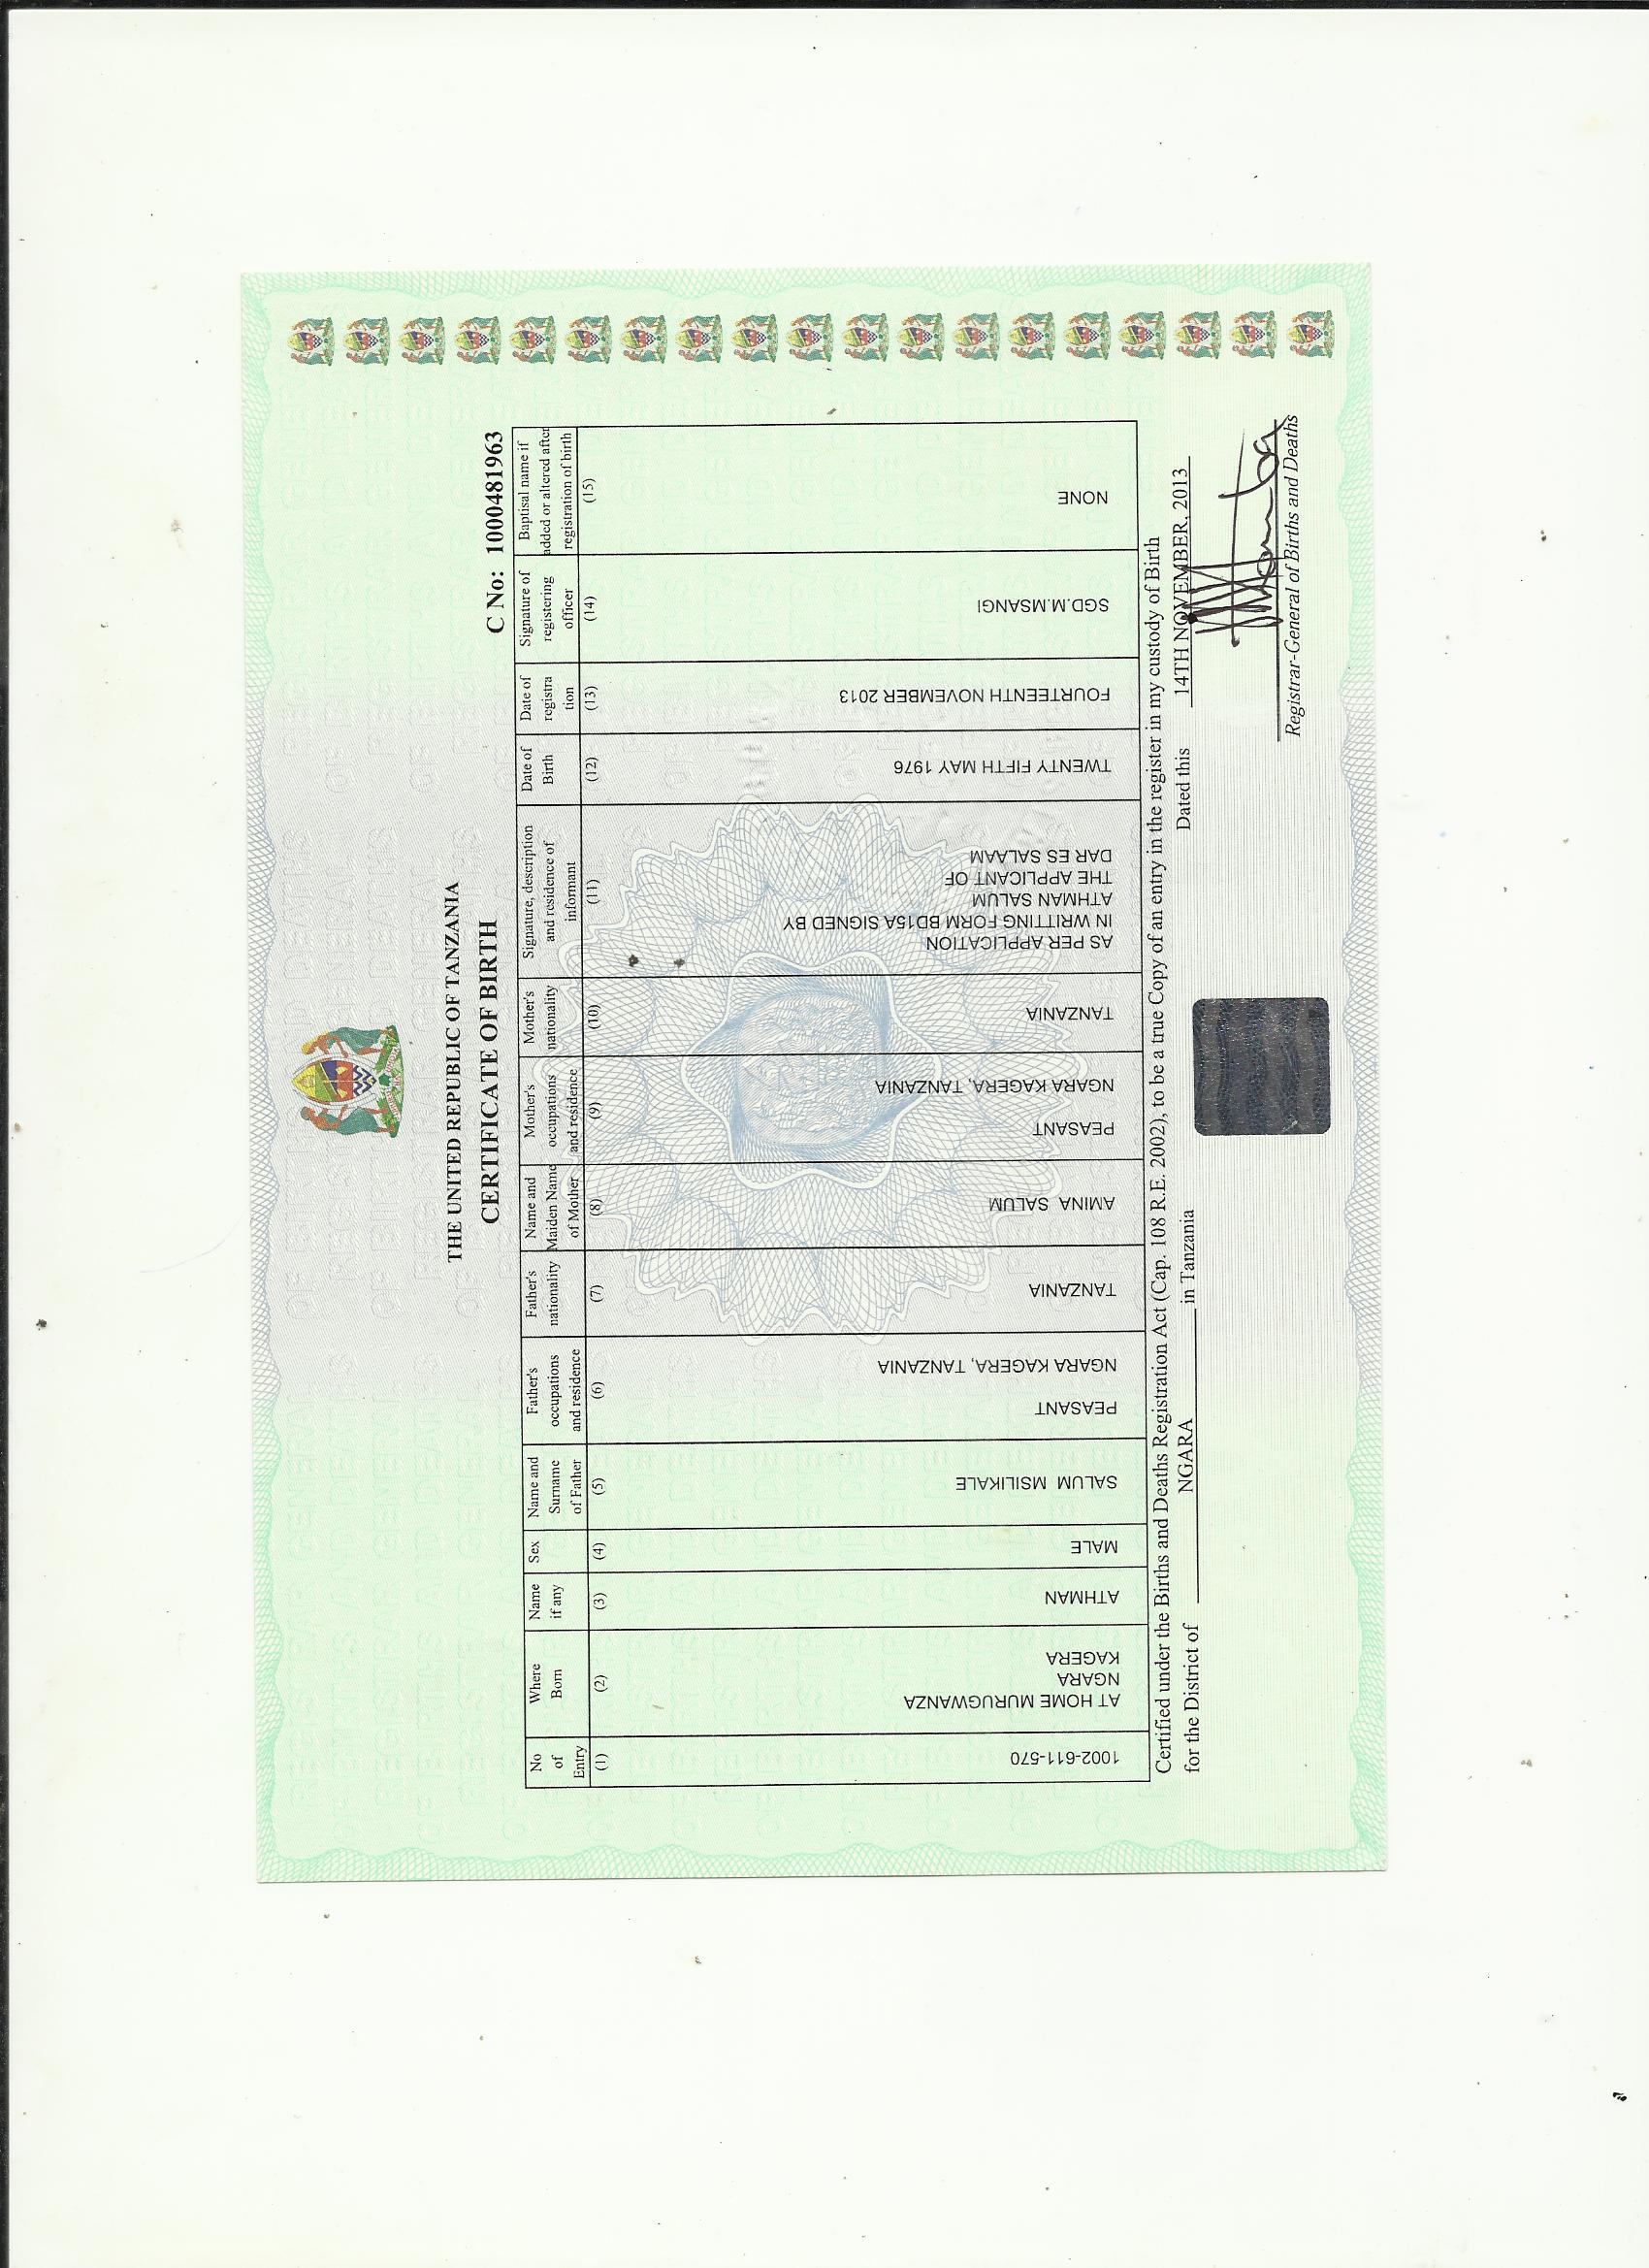 THE UNITED REPUBLIC OF TANZANIA
CERTIFICATE OF BIRTH
C No: 1000481963
No
of
Entry
Where
Born
Name
if any
Sex
Name and
Surname
of Father
Father's
occupations
and residence
Father's
nationality
Name and
Maiden Name
of Mother
Mother's
occupations
and residence
Mother's
nationality
Signature, description
and residence of
informant
Date of
Birth
Date of
registra
tion
Signature of
registering
officer
Baptisal name if
added or altered after
registration of birth
(1)
(2)
(3)
(4)
(5)
(6)
(7)
(8)
(9)
(10)
(11)
(12)
(13)
(14)
(15)
1002-611-570
AT HOME MURUGWANZA
NGARA
KAGERA
ATHMAN
MALE
SALUM MSILIKALE
PEASANT
NGARA KAGERA, TANZANIA
TANZANIA
AMINA SALUM
PEASANT
NGARA KAGERA, TANZANIA
TANZANIA
AS PER APPLICATION
IN WRITTING FORM BD15A SIGNED BY
ATHMAN SALUM
THE APPLICANT OF
DAR ES SALAAM
TWENTY FIFTH MAY 1976
FOURTEENTH NOVEMBER 2013
SGD.M.MSANGI
NONE
Certified under the Births and Deaths Registration Act (Cap. 108 R.E. 2002), to be a true Copy of an entry in the register in my custody of Birth
for the District of NGARA in Tanzania Dated this 14TH NOVEMBER, 2013
Registrar-General of Births and Deaths